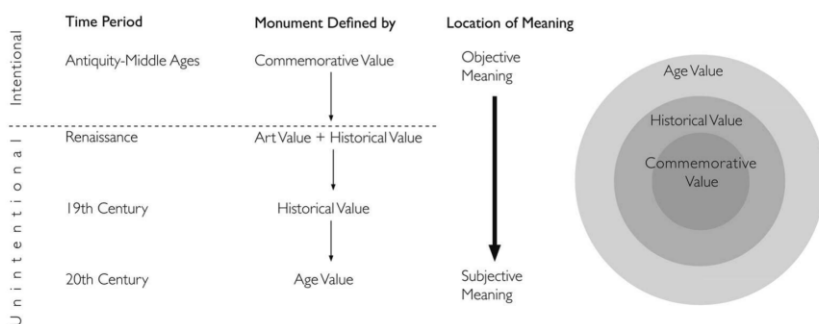 Time Period Monument Defined by Location of Meaning
Intentional
Antiquity-Middle Ages Commemorative Value Objective
Meaning
Unintentional
Renaissance Art Value + Historical Value
19th Century Historical Value
20th Century Age Value Subjective
Meaning
Age Value
Historical Value
Commemorative
Value